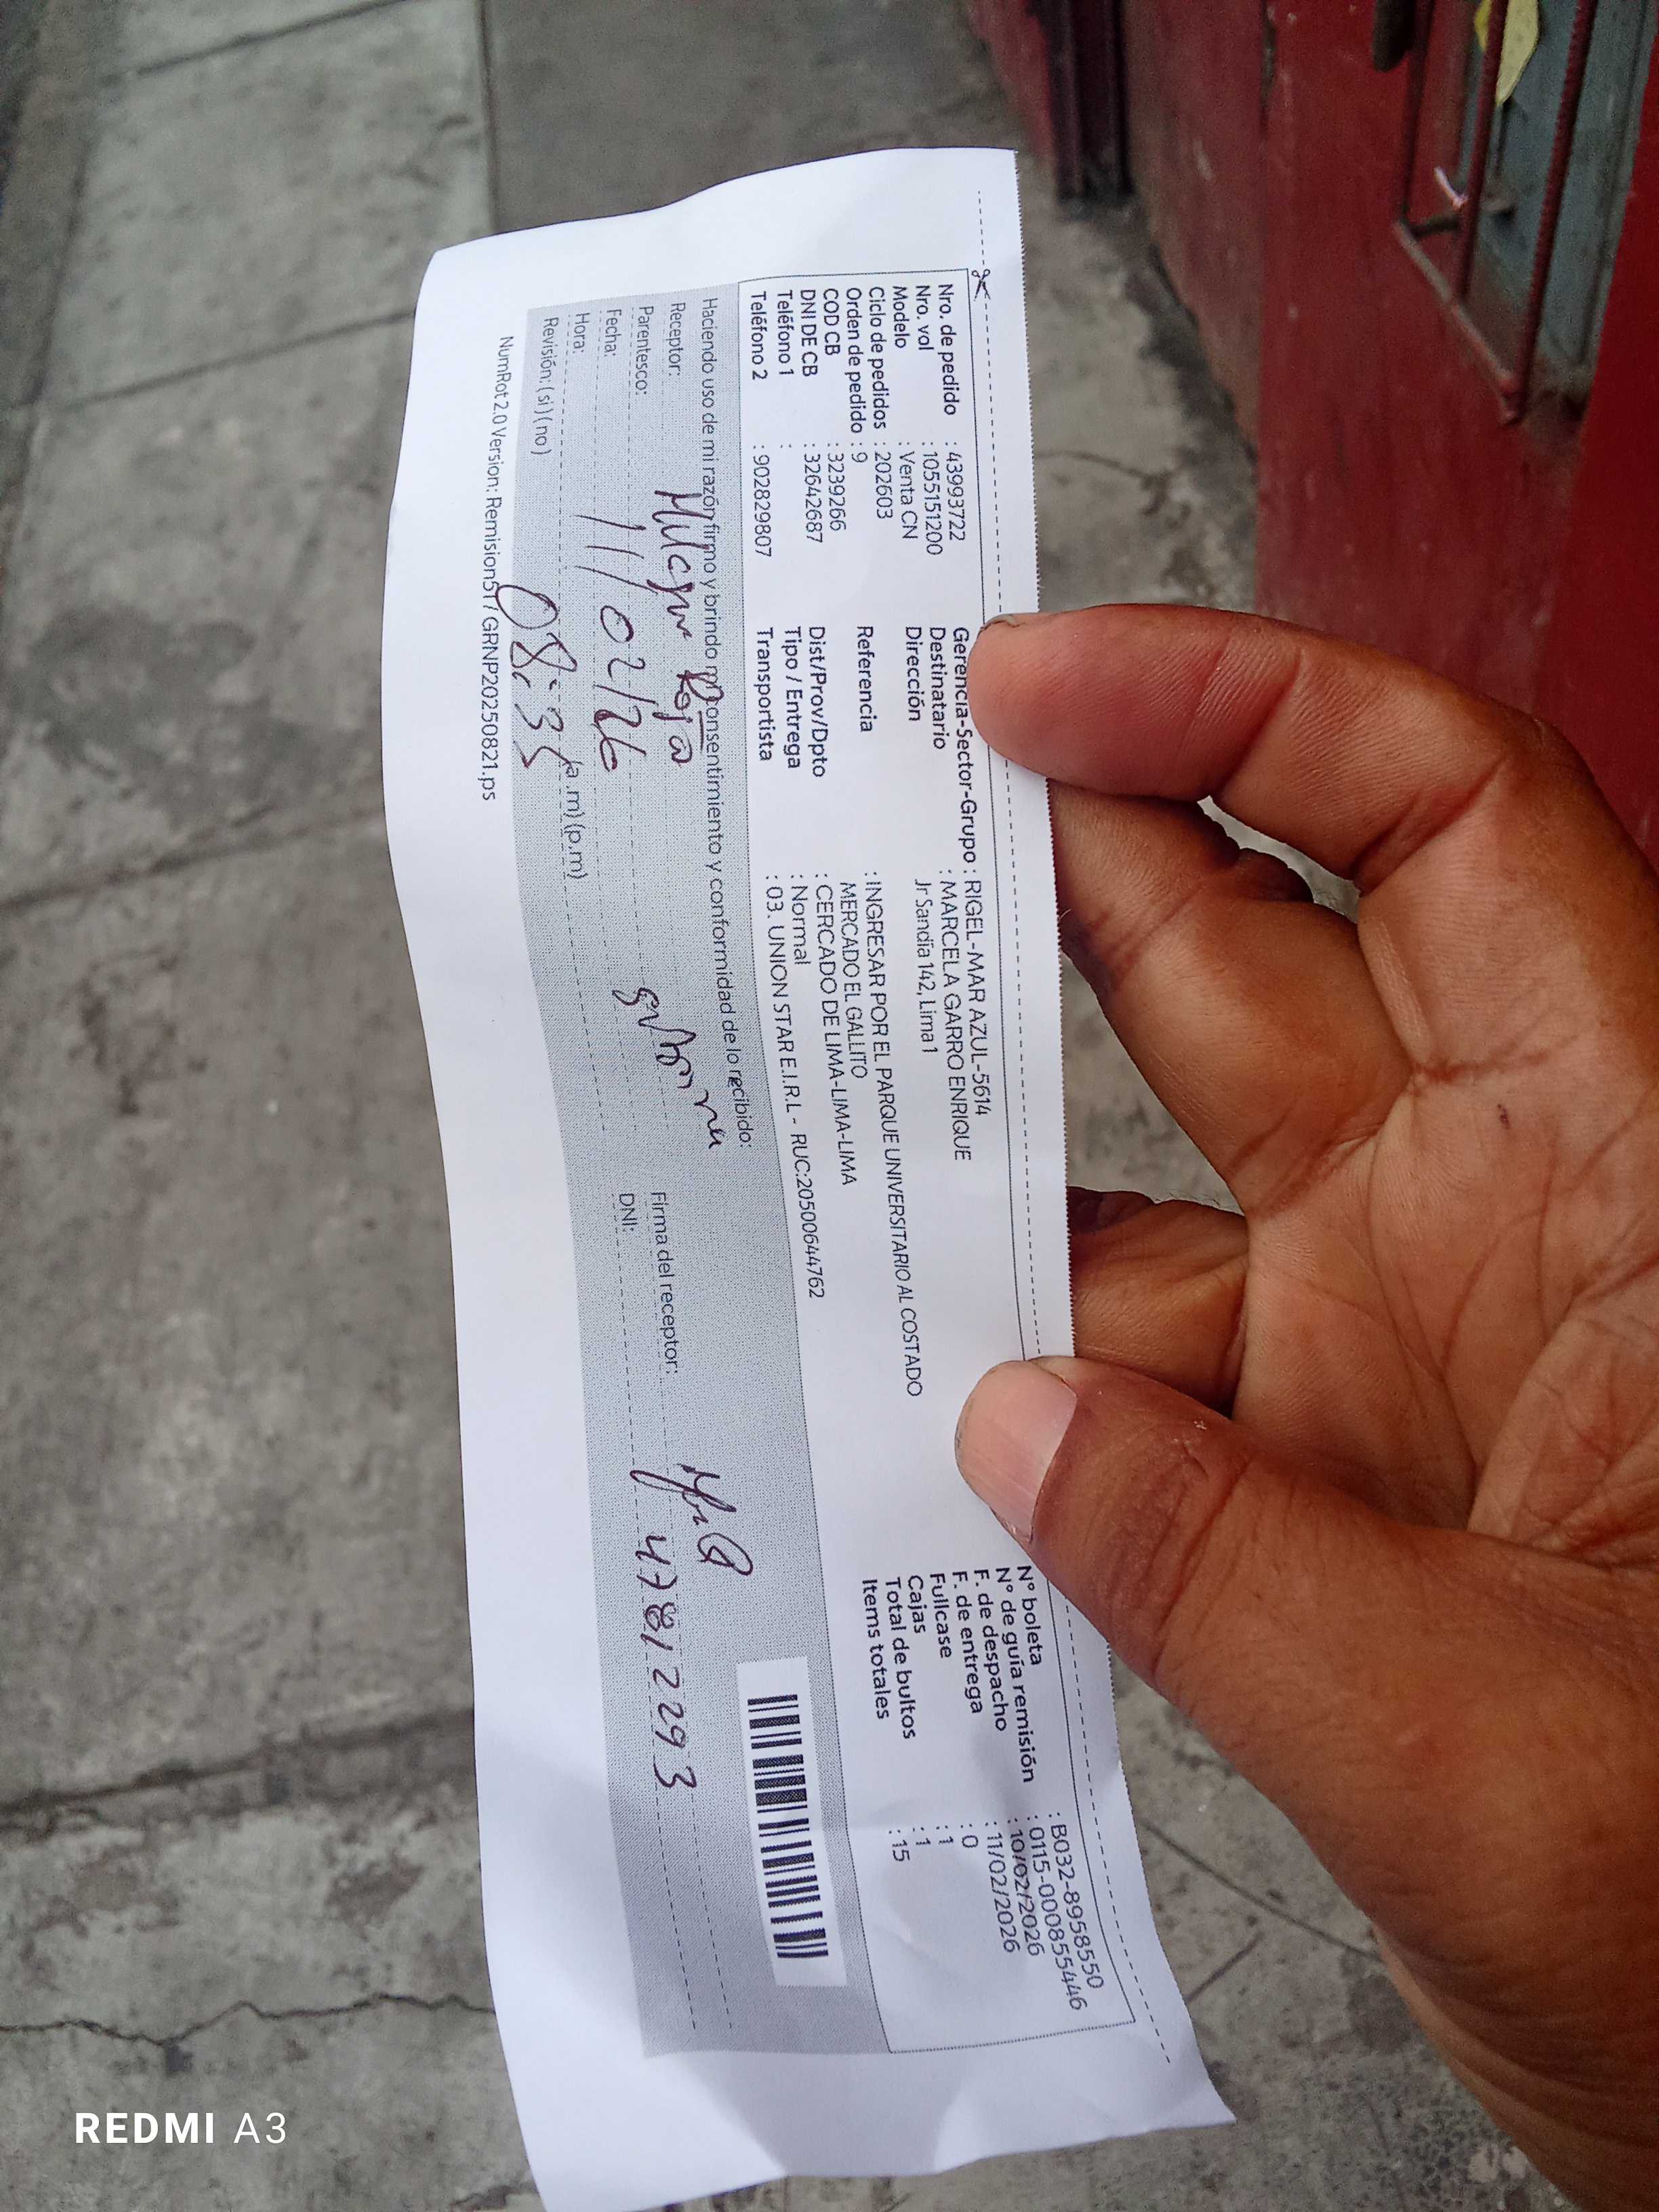 Nro. de pedido : 43993722
Nro. vol : 1055151200
Modelo : Venta CN
Ciclo de pedidos : 202603
Orden de pedido : 9
COD CB : 3239266
DNI DE CB : 32642687
Teléfono 1 :
Teléfono 2 : 902829807
Gerencia-Sector-Grupo : RIGEL-MAR AZUL-5614
Destinatario : MARCELA GARRO ENRIQUE
Dirección Jr Sandia 142, Lima 1
Referencia : INGRESAR POR EL PARQUE UNIVERSITARIO AL COSTADO
MERCADO EL GALLITO
Dist/Prov/Dpto : CERCADO DE LIMA-LIMA-LIMA
Tipo / Entrega : Normal
Transportista : 03. UNION STAR E.I.R.L - RUC:20500644762
N° boleta : B032-8958550
N° de guía remisión : 0115-000855446
F. de despacho : 10/02/2026
F. de entrega : 11/02/2026
Fullcase : 0
Cajas : 1
Total de bultos : 1
Items totales : 15
Haciendo uso de mi razón firmo y brindo mi consentimiento y conformidad de lo recibido:
Receptor: Rojas
Parentesco:
Fecha: 11/02/26
Hora: 08:35 (a.m) (p.m)
Revisión: (si) (no)
Firma del receptor:
DNI: 47812293
NumRot 2.0 Version: Remision51 / GRNP20250821.ps
REDMI A3